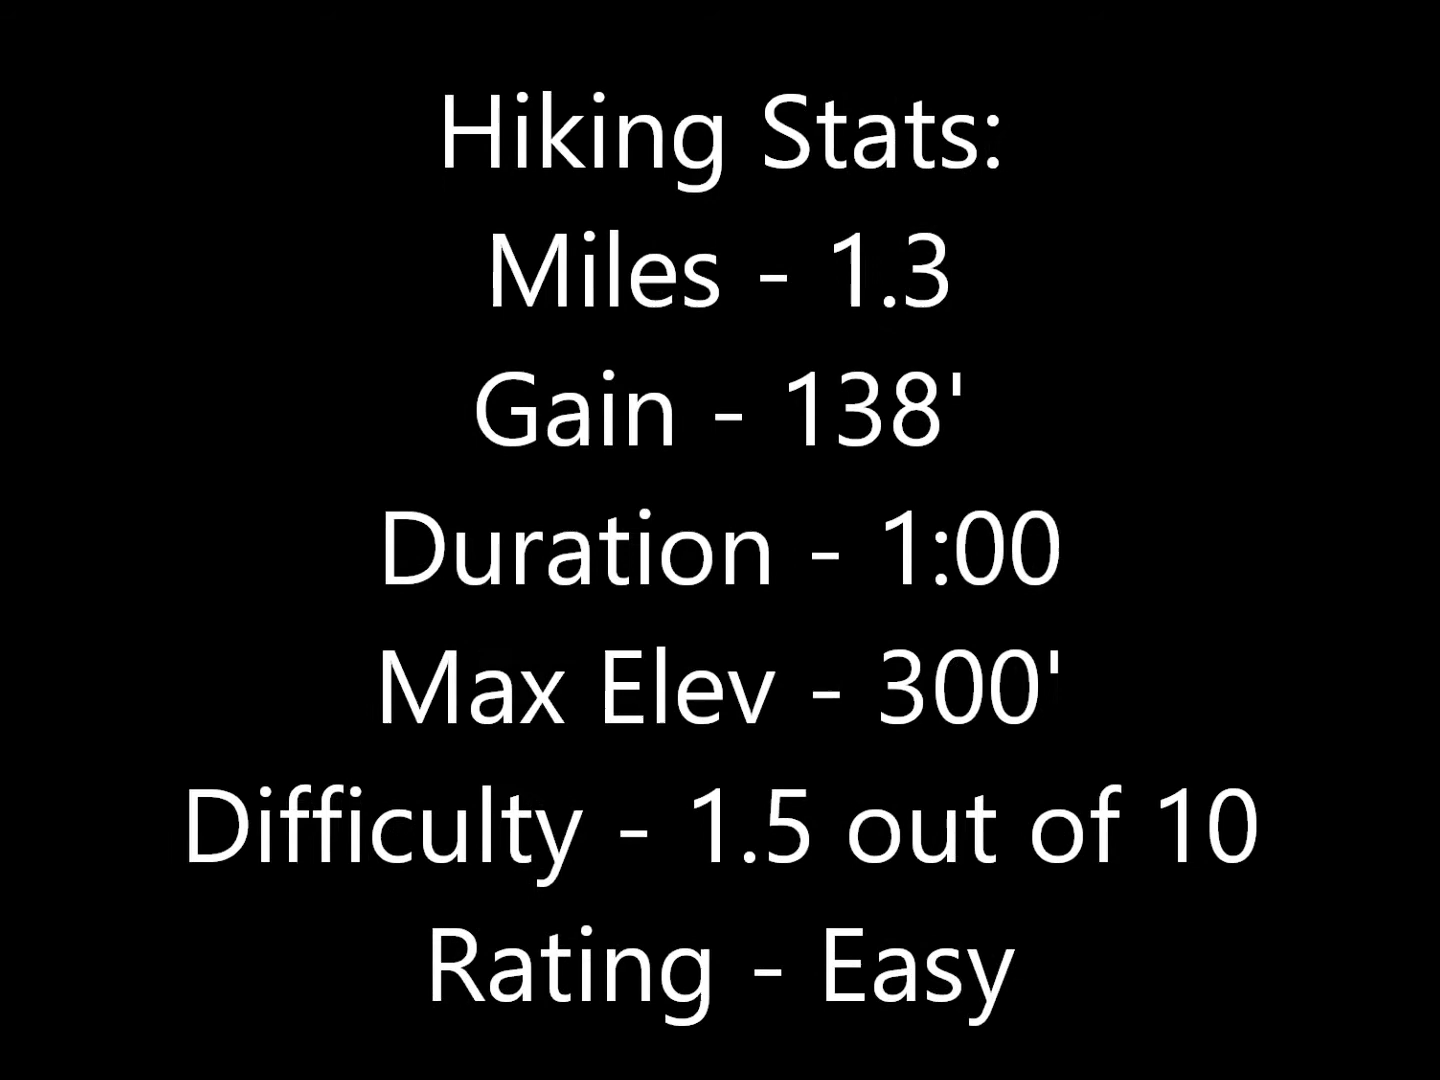 Hiking Stats:
Miles - 1.3
Gain - 138'
Duration - 1:00
Max Elev - 300'
Difficulty - 1.5 out of 10
Rating - Easy